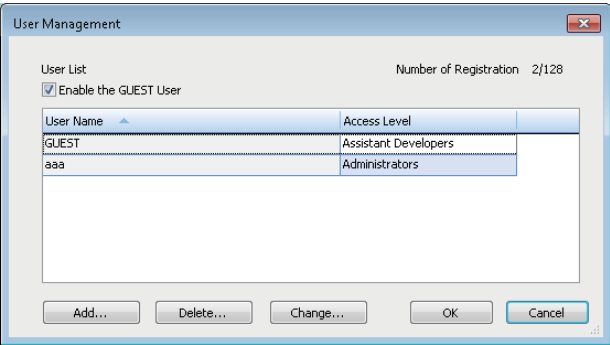 User Management
User List
Number of Registration 2/128
Enable the GUEST User
User Name Access Level
GUEST Assistant Developers
aaa Administrators
Add... Delete... Change... OK Cancel